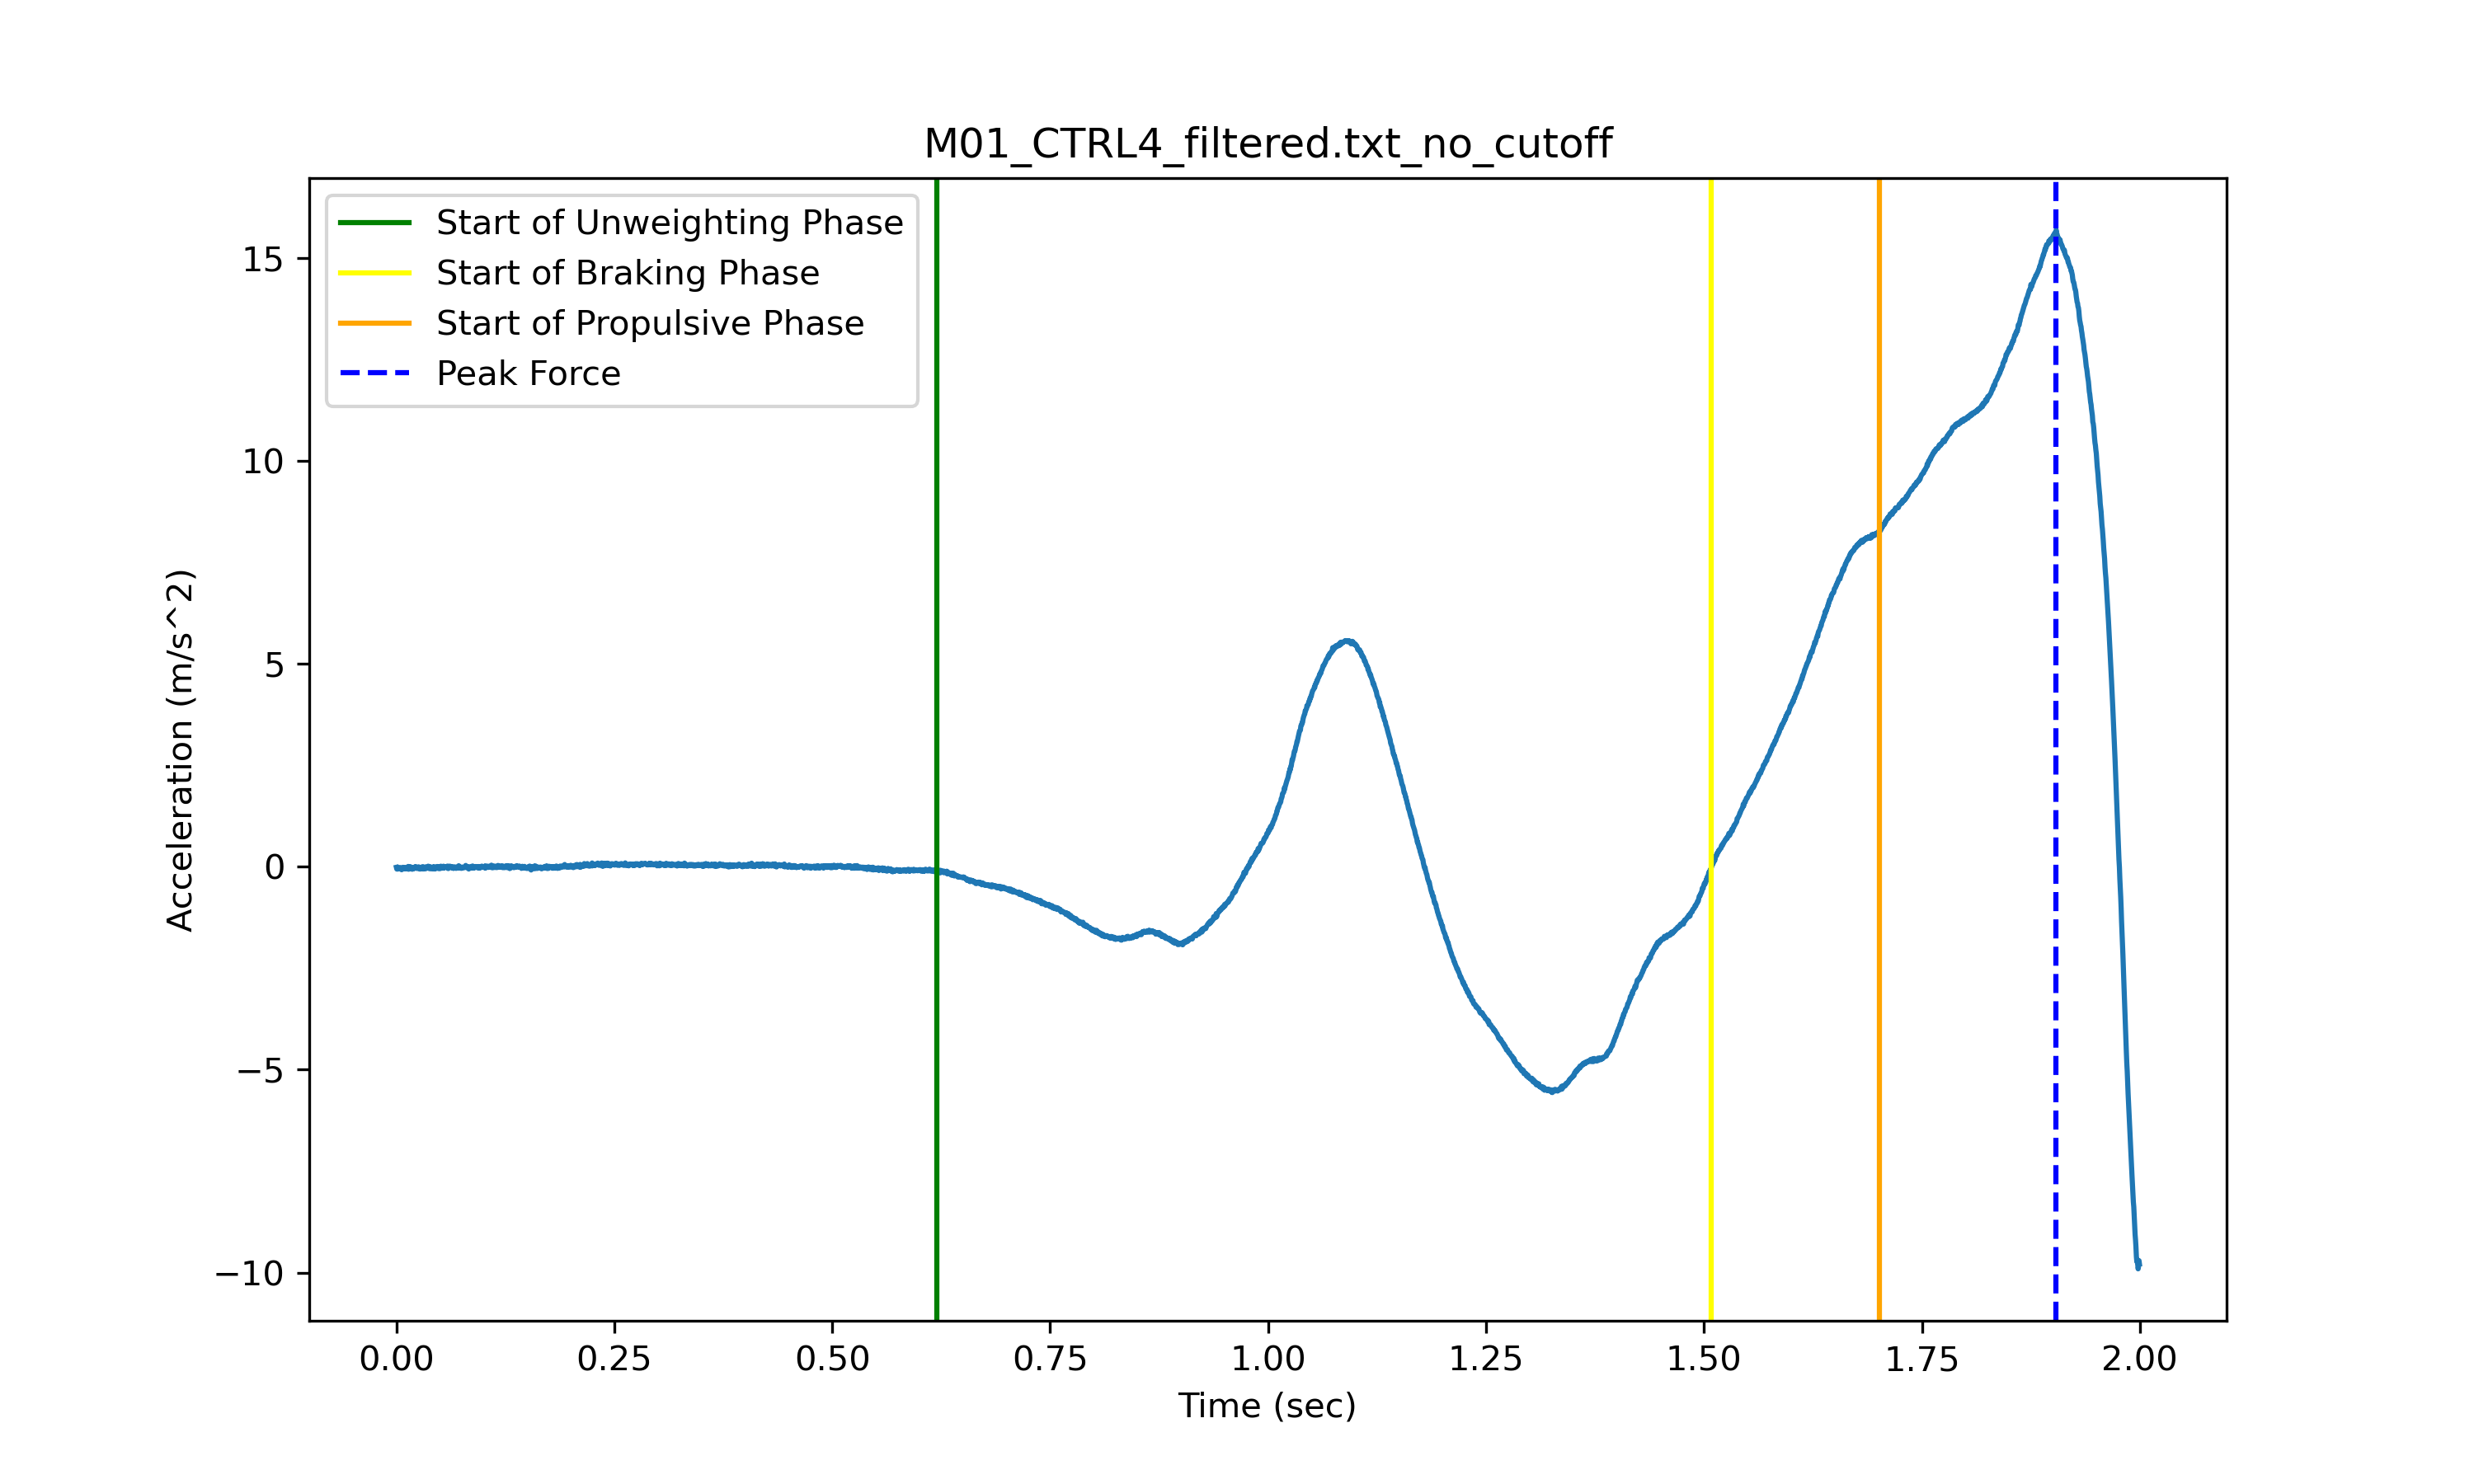 M01_CTRL4_filtered.txt_no_cutoff
Start of Unweighting Phase
Start of Braking Phase
Start of Propulsive Phase
Peak Force
15
10
5
0
−5
−10
Acceleration (m/s^2)
0.00 0.25 0.50 0.75 1.00 1.25 1.50 1.75 2.00
Time (sec)